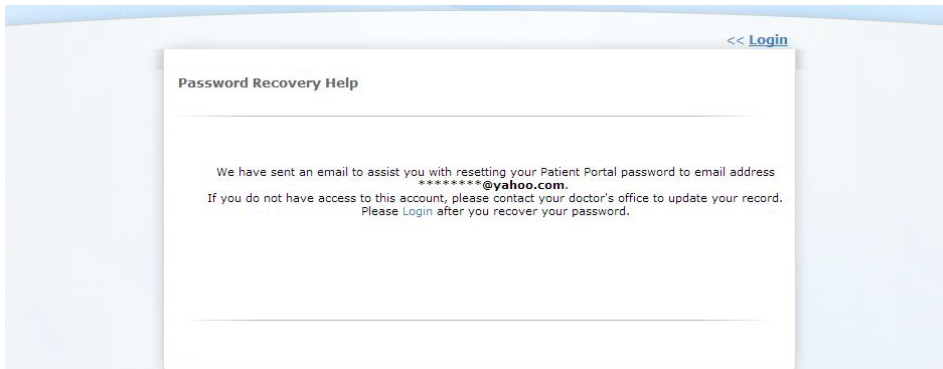 << Login
Password Recovery Help
We have sent an email to assist you with resetting your Patient Portal password to email address
********@yahoo.com.
If you do not have access to this account, please contact your doctor's office to update your record.
Please Login after you recover your password.